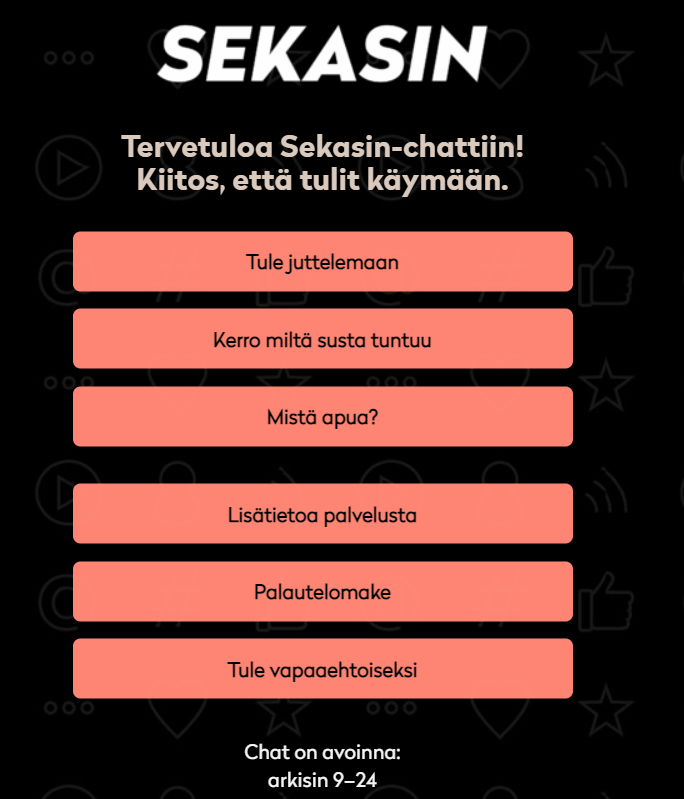 SEKASIN
Tervetuloa Sekasin-chattiin!
Kiitos, että tulit käymään.
Tule juttelemaan
Kerro miltä susta tuntuu
Mistä apua?
Lisätietoa palvelusta
Palautelomake
Tule vapaaehtoiseksi
Chat on avoinna:
arkisin 9–24